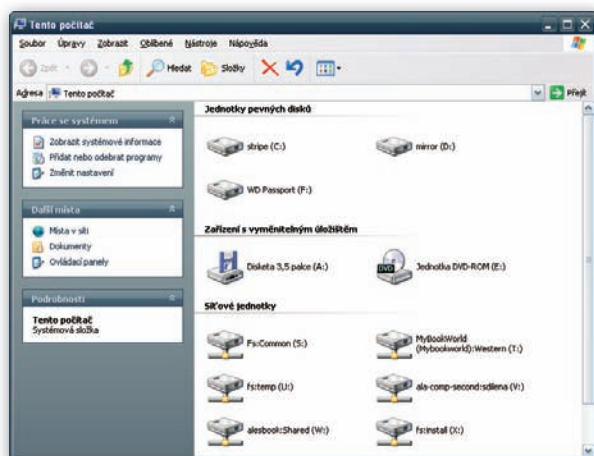 Tento počítač
Soubor Úpravy Zobrazit Oblíbené Nástroje Nápověda
Zpět Hledat Složky
Adresa Tento počítač Přejít
Práce se systémem
Zobrazit systémové informace
Přidat nebo odebrat programy
Změnit nastavení
Další místa
Místa v síti
Dokumenty
Ovládací panely
Podrobnosti
Tento počítač
Systémová složka
Jednotky pevných disků
stripe (C:) mirror (D:)
WD Passport (F:)
Zařízení s vyměnitelným úložištěm
Disketa 3,5 palce (A:) DVD Jednotka DVD-ROM (E:)
Síťové jednotky
Fs:Common (S:) MyBookWorld
(Mybookworld):Western (T:)
fs:temp (U:) ala-comp-second:sdilena (V:)
alesbook:Shared (W:) fs:install (X:)